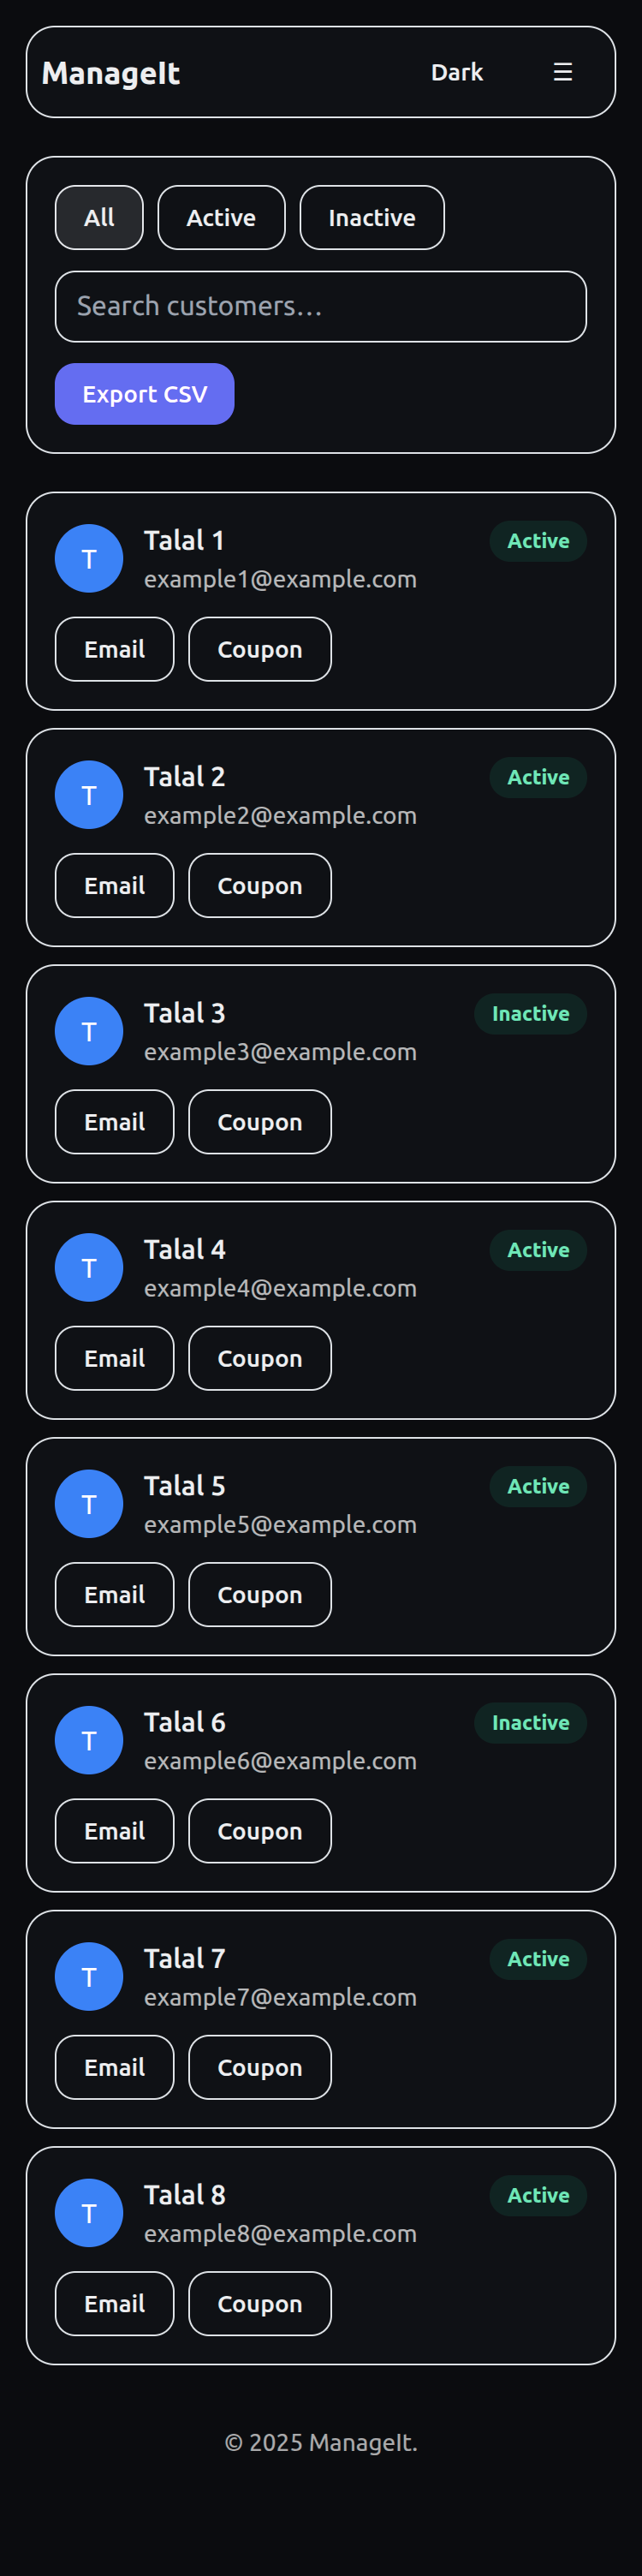 ManageIt Dark ☰
All Active Inactive
Search customers…
Export CSV
T Talal 1 Active
example1@example.com
Email Coupon
T Talal 2 Active
example2@example.com
Email Coupon
T Talal 3 Inactive
example3@example.com
Email Coupon
T Talal 4 Active
example4@example.com
Email Coupon
T Talal 5 Active
example5@example.com
Email Coupon
T Talal 6 Inactive
example6@example.com
Email Coupon
T Talal 7 Active
example7@example.com
Email Coupon
T Talal 8 Active
example8@example.com
Email Coupon
© 2025 ManageIt.